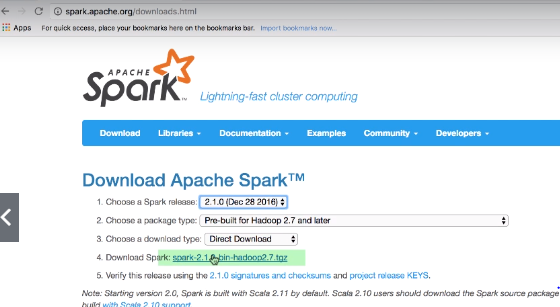 spark.apache.org/downloads.html
Apps For quick access, place your bookmarks here on the bookmarks bar. Import bookmarks now...
APACHE
Spark™ Lightning-fast cluster computing
Download Libraries Documentation Examples Community Developers
Download Apache Spark™
1. Choose a Spark release: 2.1.0 (Dec 28 2016)
2. Choose a package type: Pre-built for Hadoop 2.7 and later
3. Choose a download type: Direct Download
4. Download Spark: spark-2.1.0-bin-hadoop2.7.tgz
5. Verify this release using the 2.1.0 signatures and checksums and project release KEYS.
Note: Starting version 2.0, Spark is built with Scala 2.11 by default. Scala 2.10 users should download the Spark source package
build with Scala 2.10 support.